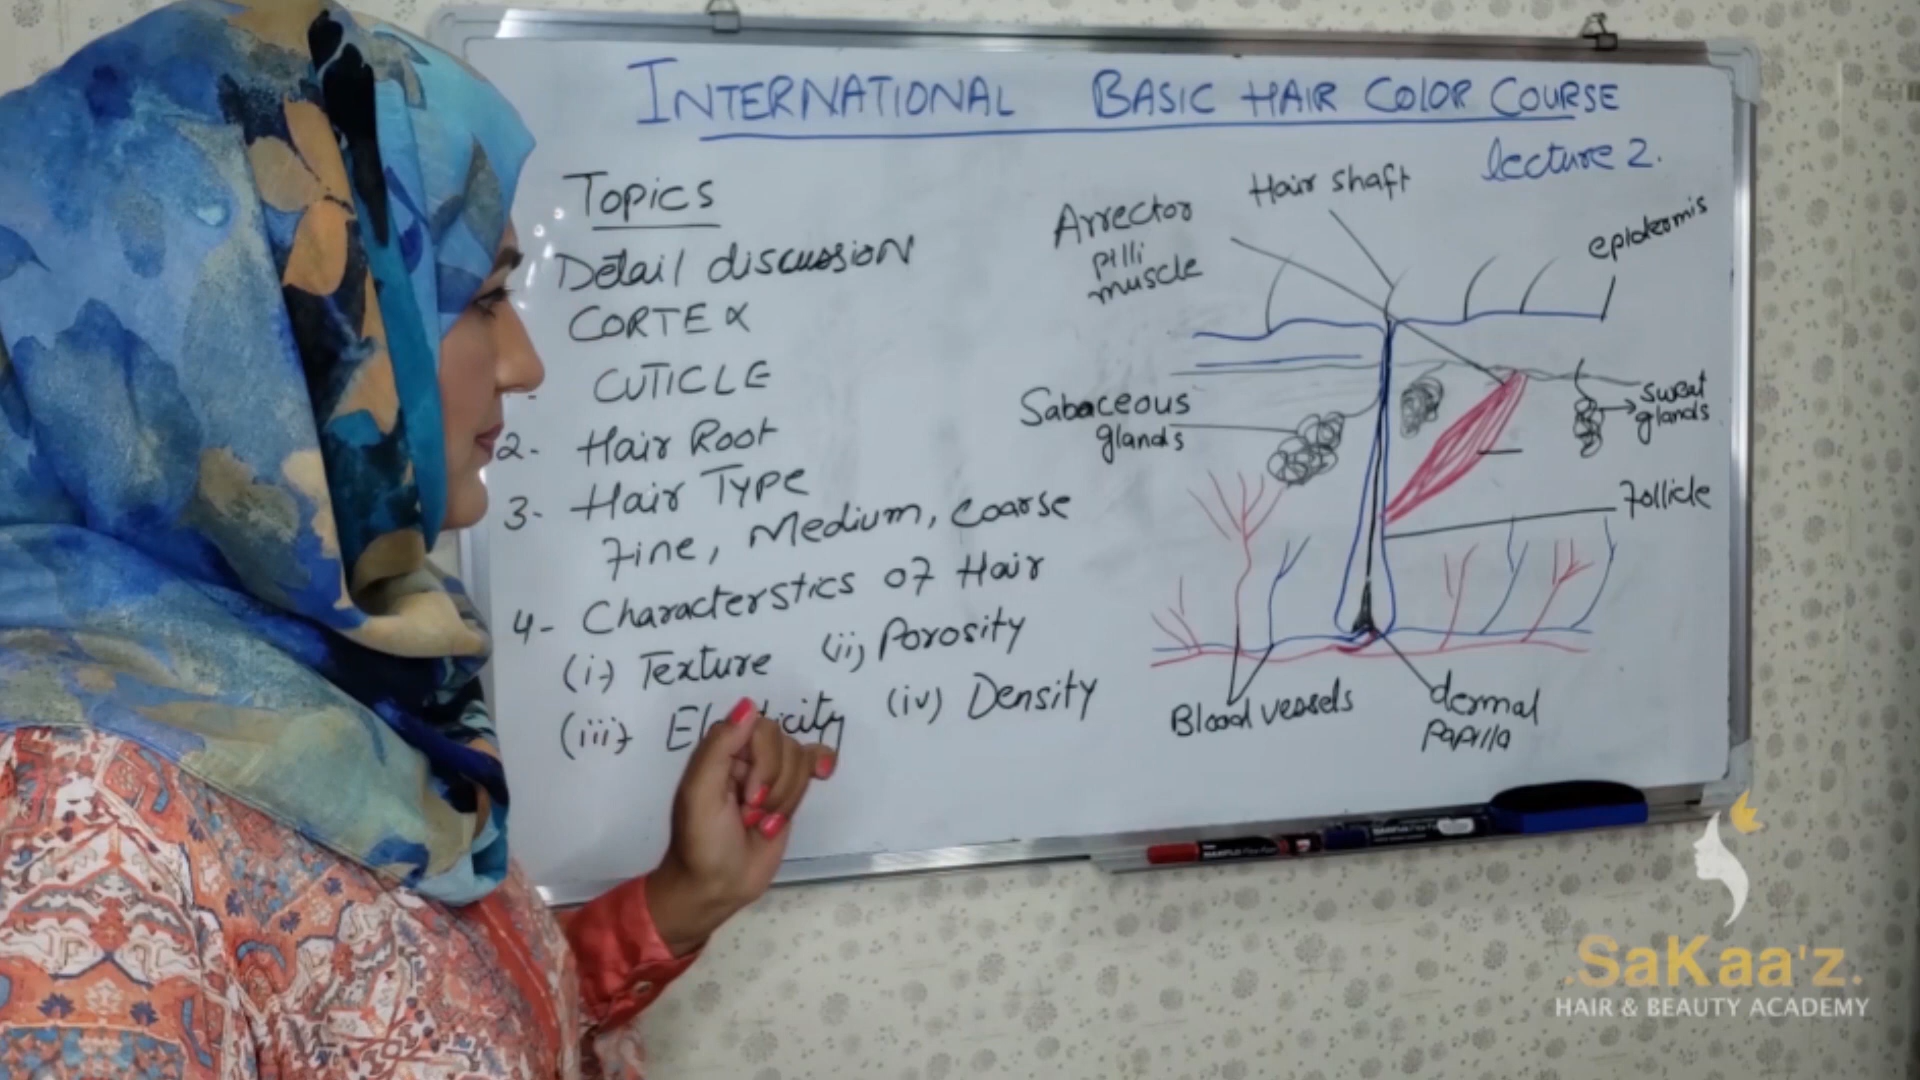 INTERNATIONAL BASIC HAIR COLOR COURSE
lecture 2.
Topics
Detail discussion
CORTEX
CUTICLE
2- Hair Root
3- Hair Type
Fine, Medium, Coarse
4- Characterstics of Hair
(i) Texture (ii) Porosity
(iii) Elasticity (iv) Density
Hair shaft
Arrector
pilli
muscle
epidermis
Sabaceous
glands
sweat
glands
Follicle
Blood vessels
dermal
Papilla
.SaKaa'z.
HAIR & BEAUTY ACADEMY